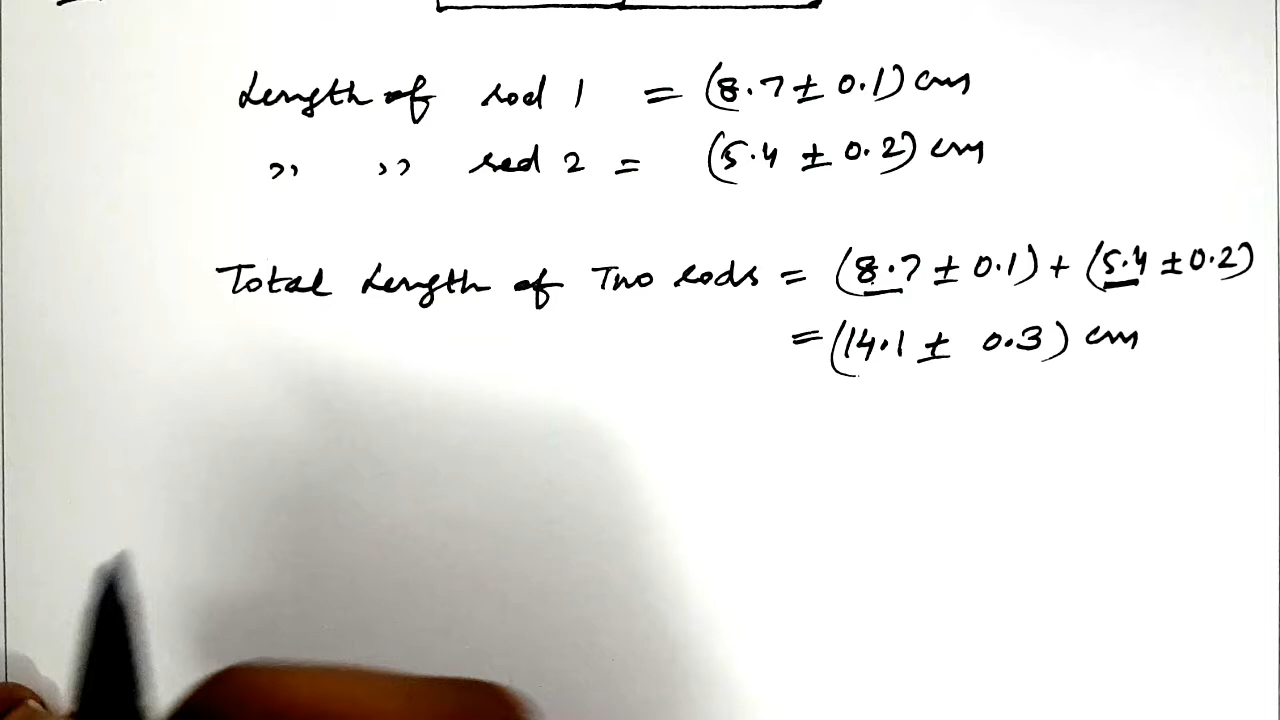 Length of rod 1 = (8.7 ± 0.1) cm
,, ,, rod 2 = (5.4 ± 0.2) cm
Total Length of Two rods = (8.7 ± 0.1) + (5.4 ± 0.2)
= (14.1 ± 0.3) cm